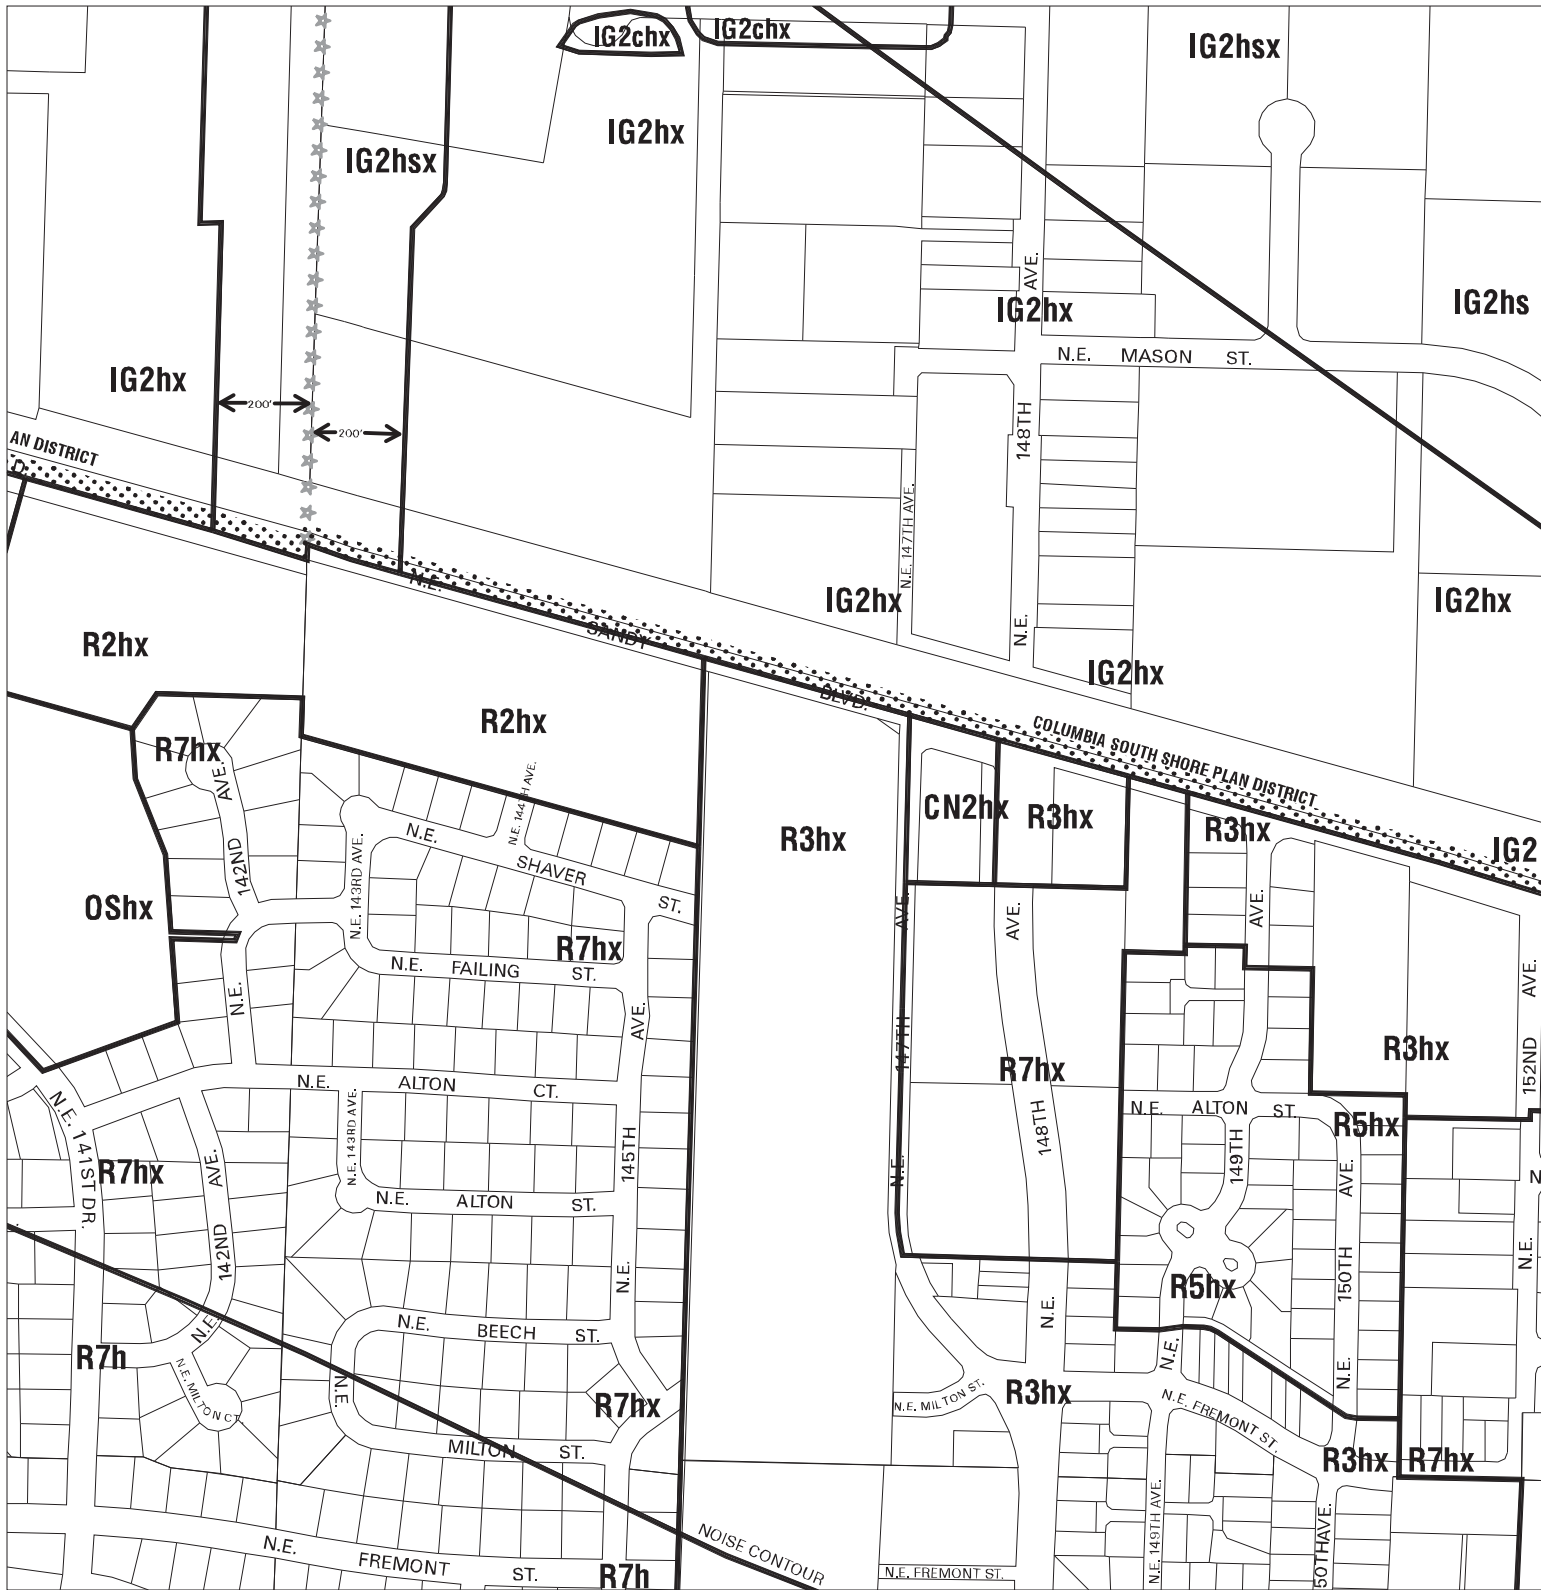 IG2chx
IG2chx
IG2hsx
IG2hx
IG2hsx
AVE.
IG2hx
IG2hs
N.E. MASON ST.
IG2hx
200'
200'
148TH
AN DISTRICT
D.
N.E. 147TH AVE.
N.E.
IG2hx
IG2hx
N.E. SANDY BLVD.
R2hx
IG2hx
R2hx
COLUMBIA SOUTH SHORE PLAN DISTRICT
R7hx
AVE.
142ND
N.E.
N.E. 144TH AVE.
CN2hx
R3hx
R3hx
R3hx
IG2
N.E. SHAVER ST.
N.E. 143RD AVE.
OShx
R7hx
N.E. FAILING ST.
AVE.
147TH
N.E.
AVE.
148TH
N.E.
AVE.
149TH
N.E.
AVE.
152ND
N.E.
AVE.
145TH
N.E.
R7hx
R3hx
N.E. ALTON CT.
N.E. 143RD AVE.
N.E. ALTON ST.
R5hx
N.E. 141ST DR.
R7hx
AVE.
142ND
N.E.
N.E. ALTON ST.
AVE.
150TH
N.E.
R5hx
N.E. BEECH ST.
R7h
N.E. MILTON CT.
N.E. MILTON ST.
R7hx
R3hx
N.E. MILTON ST.
N.E. FREMONT ST.
R3hx
R7hx
N.E. 149TH AVE.
50TH AVE.
NOISE CONTOUR
N.E. FREMONT ST.
R7h
N.E. FREMONT ST.
N